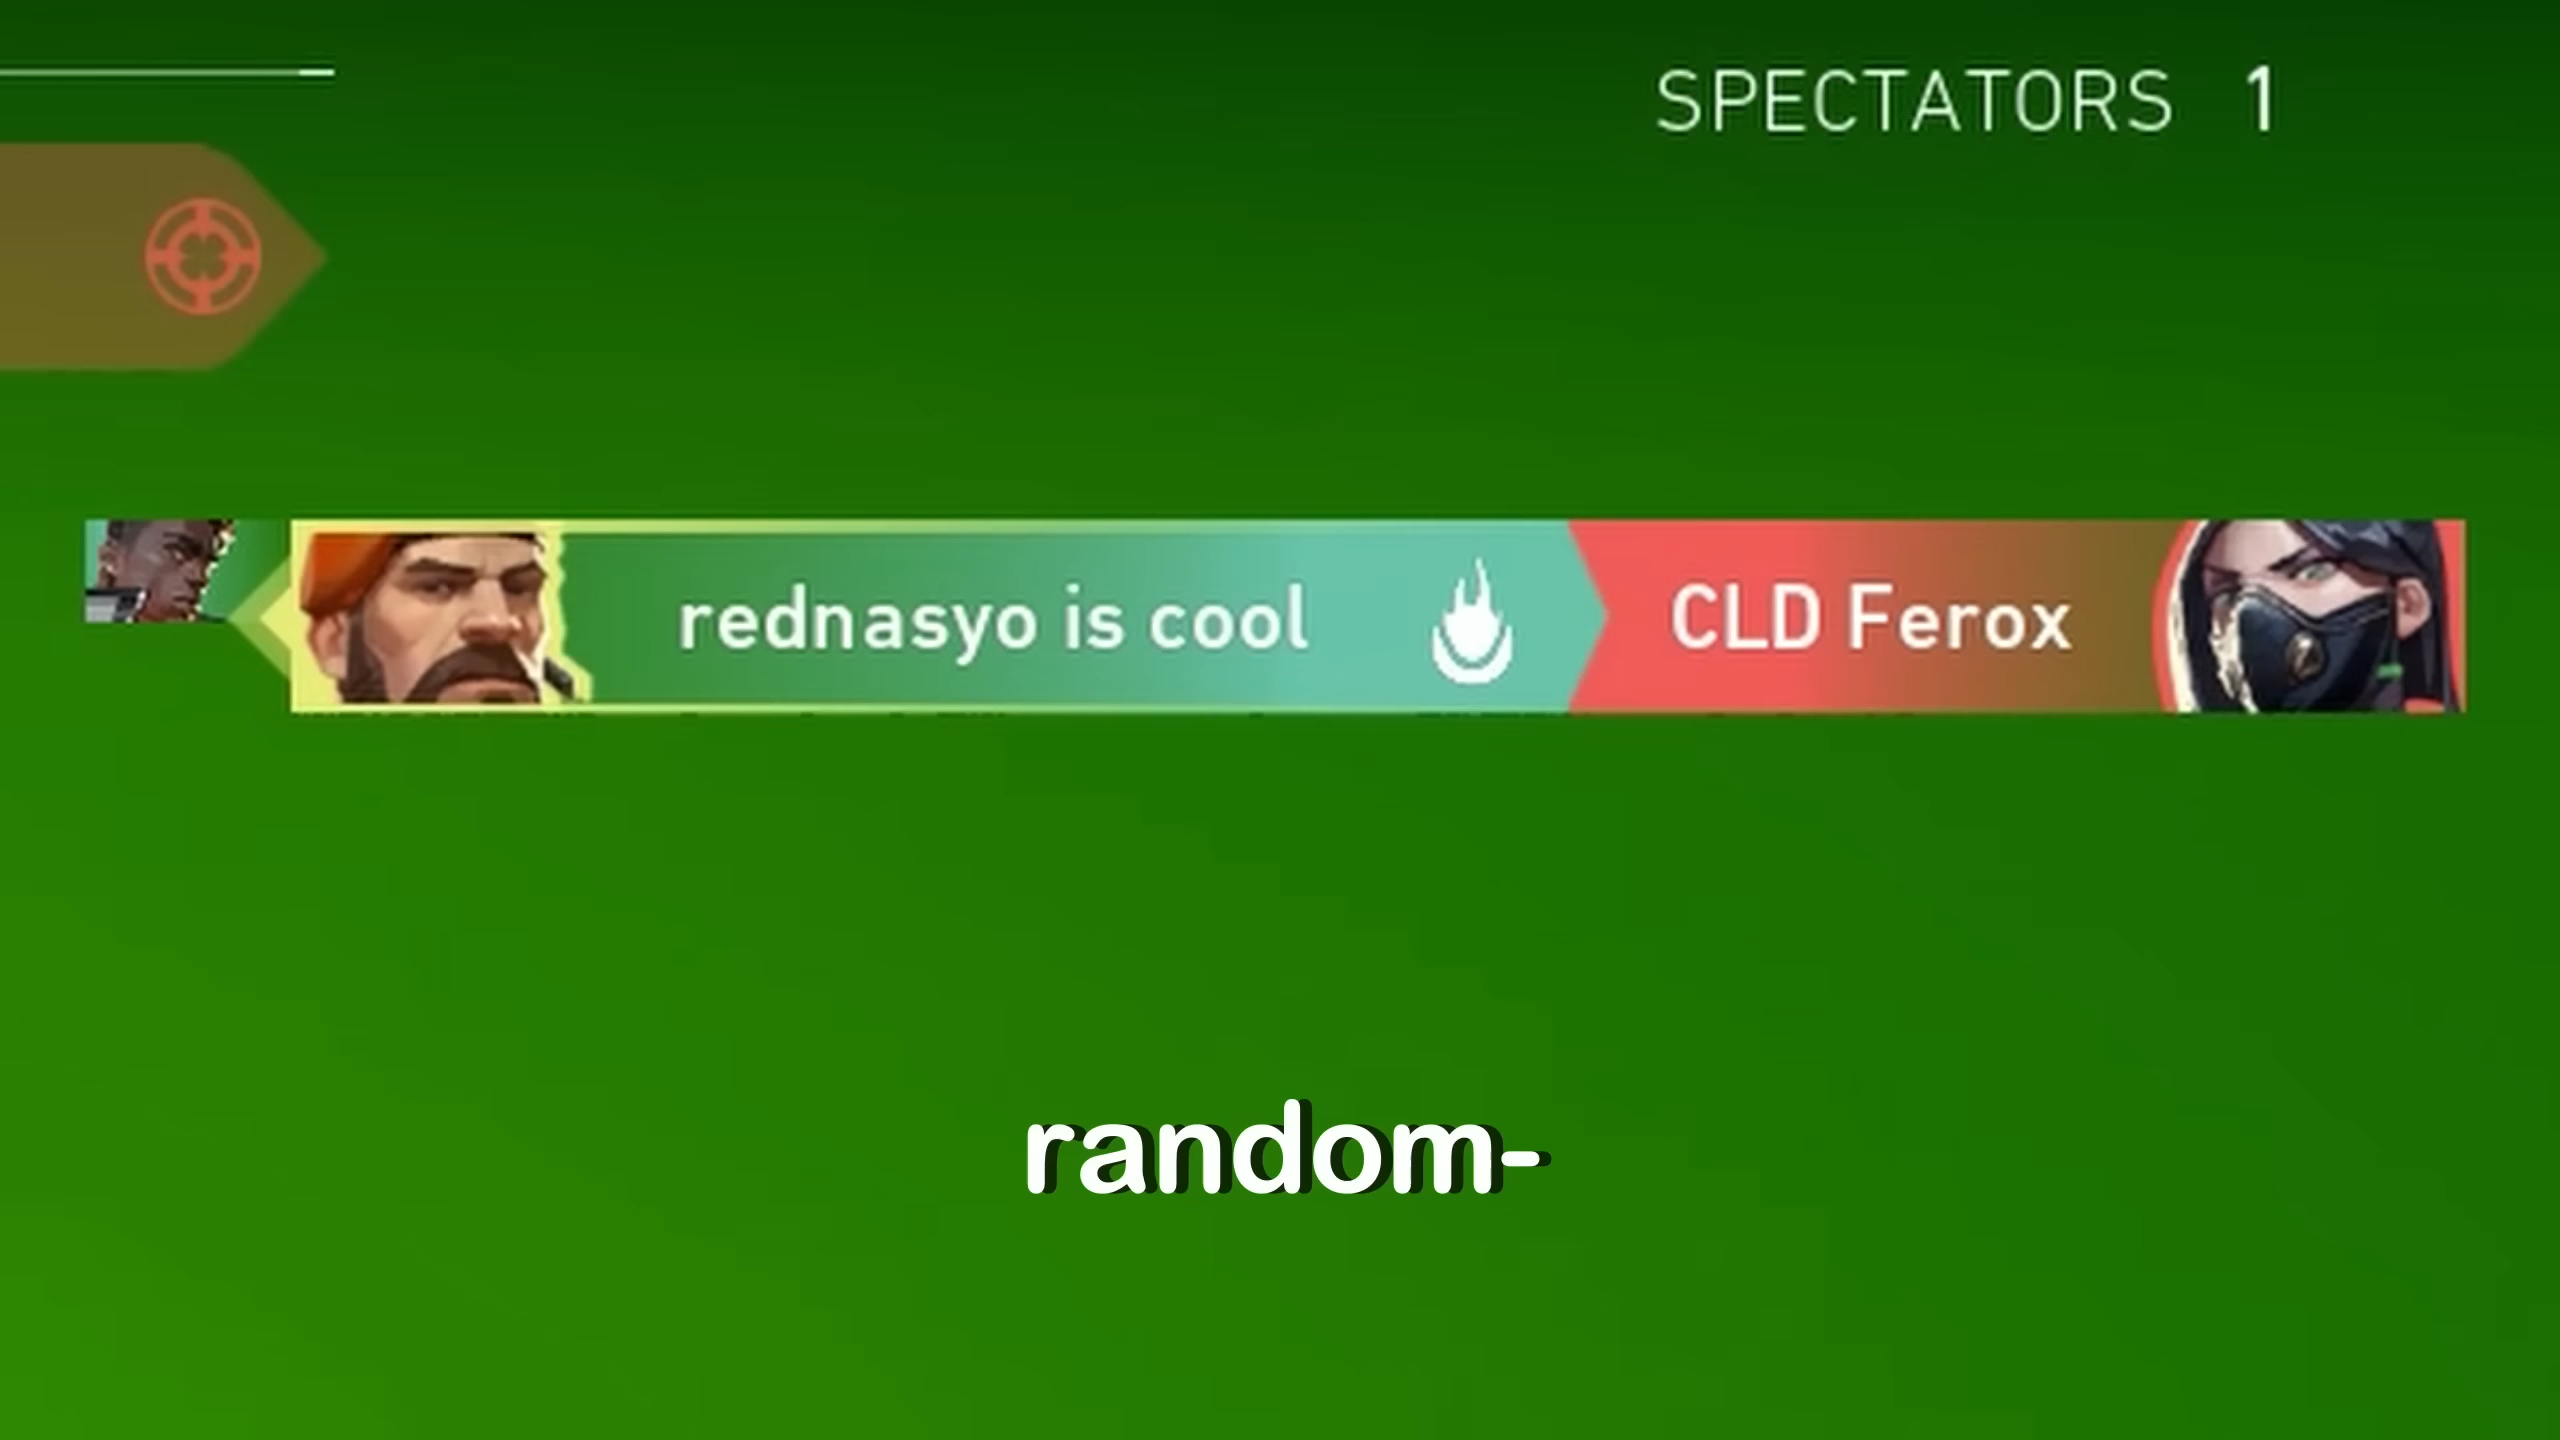 SPECTATORS 1
rednasyo is cool CLD Ferox
random-